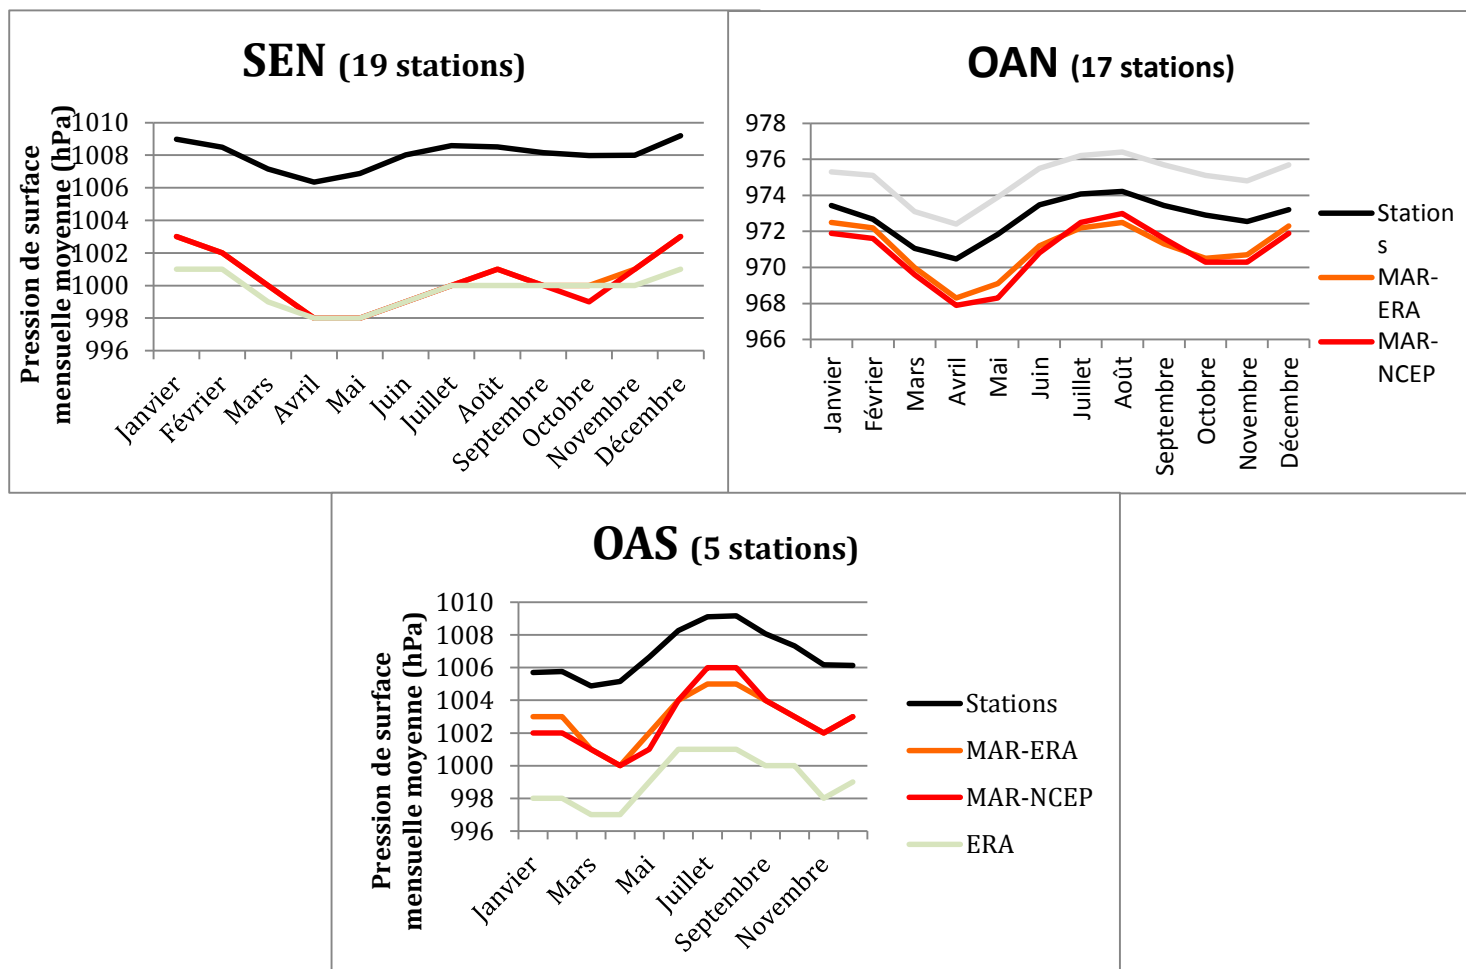 SEN (19 stations)
Pression de surface
mensuelle moyenne (hPa)
1010
1008
1006
1004
1002
1000
998
996
Janvier
Février
Mars
Avril
Mai
Juin
Juillet
Août
Septembre
Octobre
Novembre
Décembre
OAN (17 stations)
978
976
974
972
970
968
966
Janvier
Février
Mars
Avril
Mai
Juin
Juillet
Août
Septembre
Octobre
Novembre
Décembre
Station
s
MAR-
ERA
MAR-
NCEP
OAS (5 stations)
Pression de surface
mensuelle moyenne (hPa)
1010
1008
1006
1004
1002
1000
998
996
Janvier
Mars
Mai
Juillet
Septembre
Novembre
Stations
MAR-ERA
MAR-NCEP
ERA